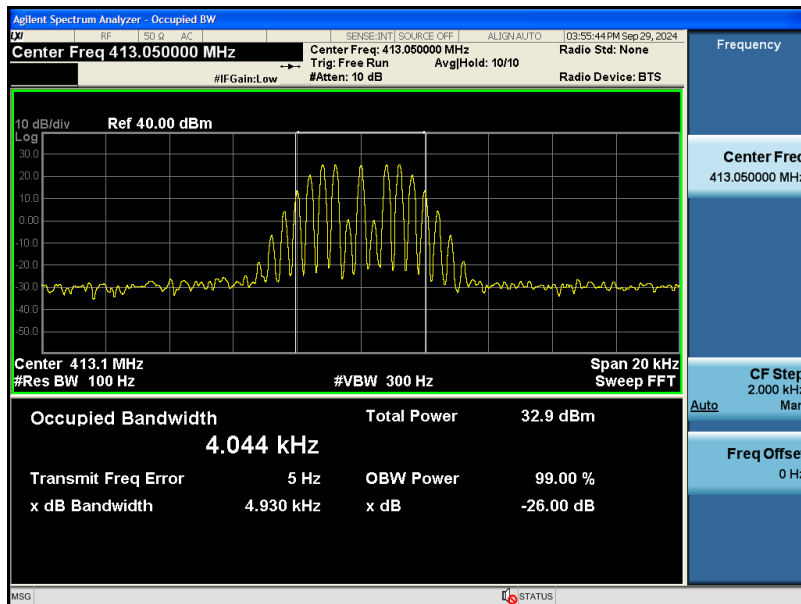 Agilent Spectrum Analyzer - Occupied BW
LXI RF 50 Ω AC SENSE:INT SOURCE OFF ALIGN AUTO 03:55:44 PM Sep 29, 2024
Center Freq 413.050000 MHz Center Freq: 413.050000 MHz Radio Std: None
Trig: Free Run Avg|Hold: 10/10
#IFGain:Low #Atten: 10 dB Radio Device: BTS
Frequency
Center Freq
413.050000 MHz
10 dB/div Ref 40.00 dBm
Log
30.0
20.0
10.0
0.00
-10.0
-20.0
-30.0
-40.0
-50.0
Center 413.1 MHz Span 20 kHz
#Res BW 100 Hz #VBW 300 Hz Sweep FFT
CF Step
2.000 kHz
Auto Man
Freq Offset
0 Hz
Occupied Bandwidth Total Power 32.9 dBm
4.044 kHz
Transmit Freq Error 5 Hz OBW Power 99.00 %
x dB Bandwidth 4.930 kHz x dB -26.00 dB
MSG STATUS